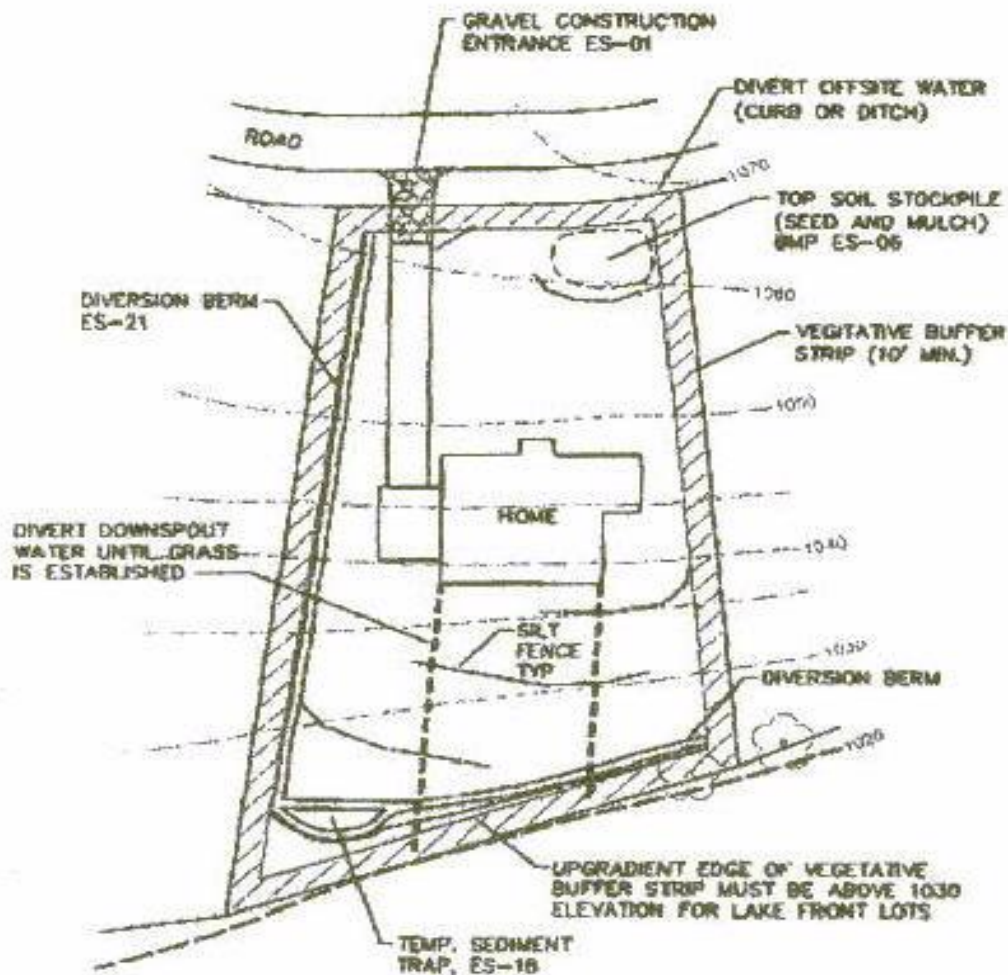 GRAVEL CONSTRUCTION
ENTRANCE ES-01
DIVERT OFFSITE WATER
(CURB OR DITCH)
ROAD
1070
TOP SOIL STOCKPILE
(SEED AND MULCH)
BMP ES-06
1060
DIVERSION BERM
ES-21
VEGITATIVE BUFFER
STRIP (10' MIN.)
1050
HOME
DIVERT DOWNSPOUT
WATER UNTIL GRASS
IS ESTABLISHED
1040
SILT
FENCE
TYP
1030
DIVERSION BERM
1020
UPGRADIENT EDGE OF VEGETATIVE
BUFFER STRIP MUST BE ABOVE 1030
ELEVATION FOR LAKE FRONT LOTS
TEMP. SEDIMENT
TRAP, ES-18